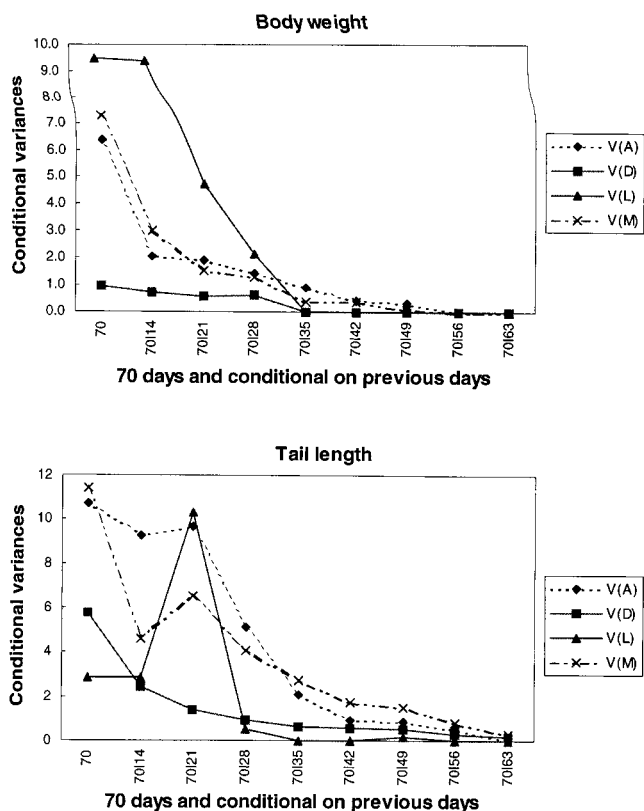 Body weight
Conditional variances
10.0
9.0
8.0
7.0
6.0
5.0
4.0
3.0
2.0
1.0
0.0
70
70|14
70|21
70|28
70|35
70|42
70|49
70|56
70|63
70 days and conditional on previous days
V(A)
V(D)
V(L)
V(M)
Tail length
Conditional variances
12
10
8
6
4
2
0
70
70|14
70|21
70|28
70|35
70|42
70|49
70|56
70|63
70 days and conditional on previous days
V(A)
V(D)
V(L)
V(M)